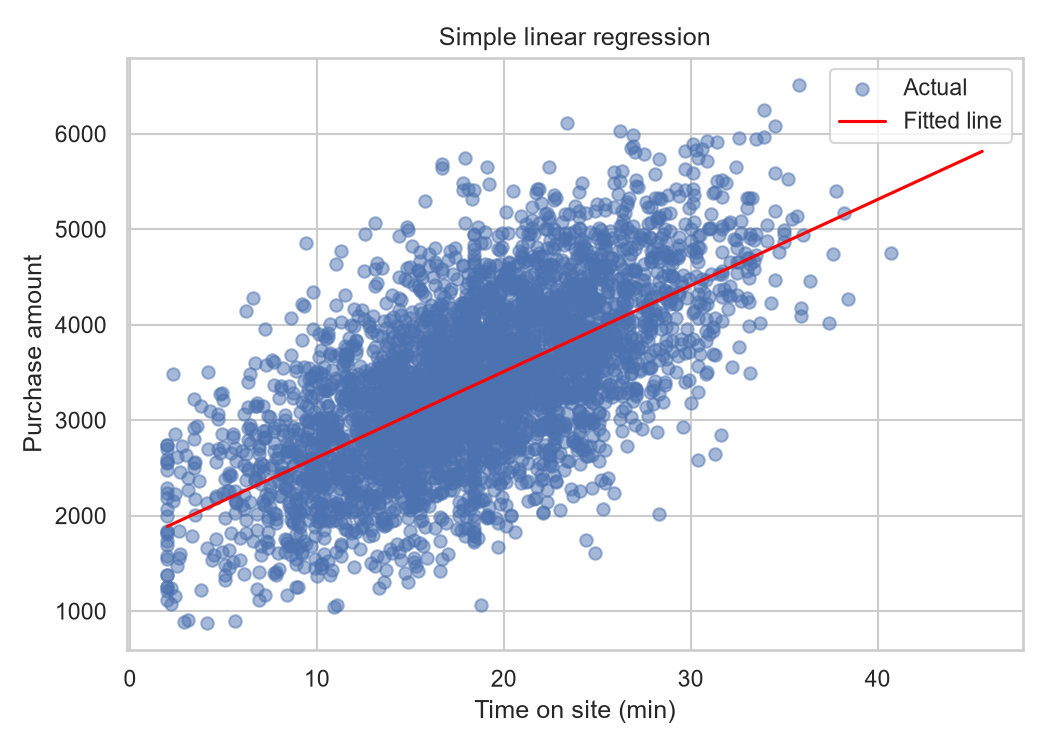 Simple linear regression
Actual
Fitted line
6000
5000
4000
3000
2000
1000
Purchase amount
0 10 20 30 40
Time on site (min)